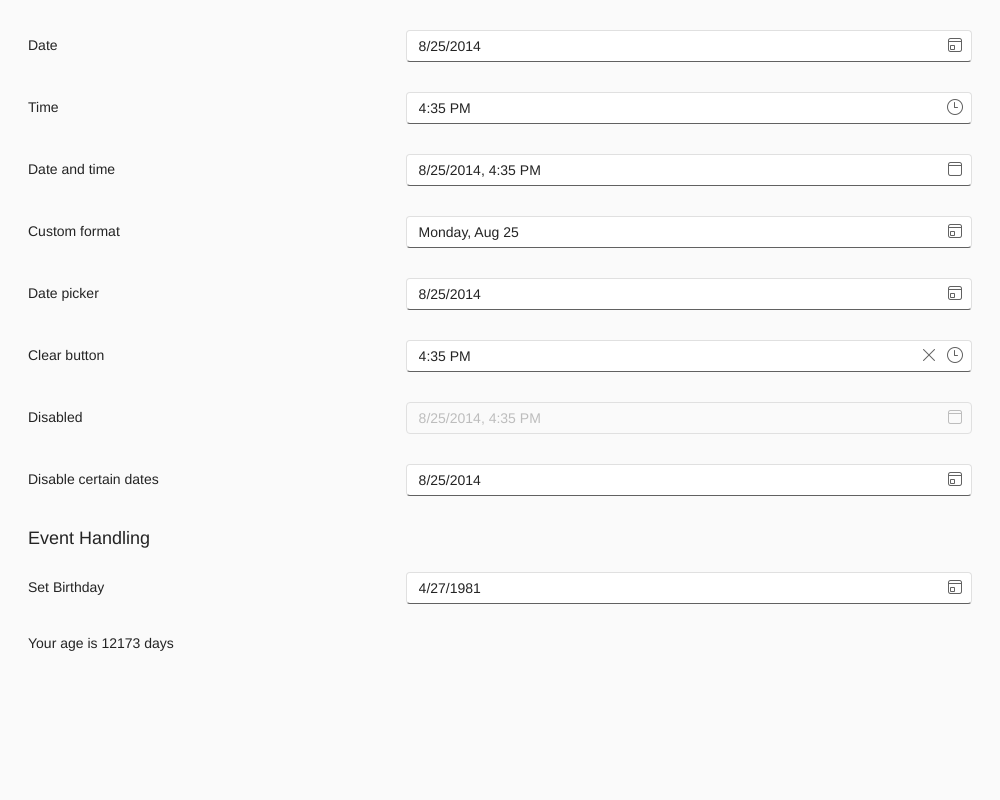 Date 8/25/2014
Time 4:35 PM
Date and time 8/25/2014, 4:35 PM
Custom format Monday, Aug 25
Date picker 8/25/2014
Clear button 4:35 PM
Disabled 8/25/2014, 4:35 PM
Disable certain dates 8/25/2014
Event Handling
Set Birthday 4/27/1981
Your age is 12173 days